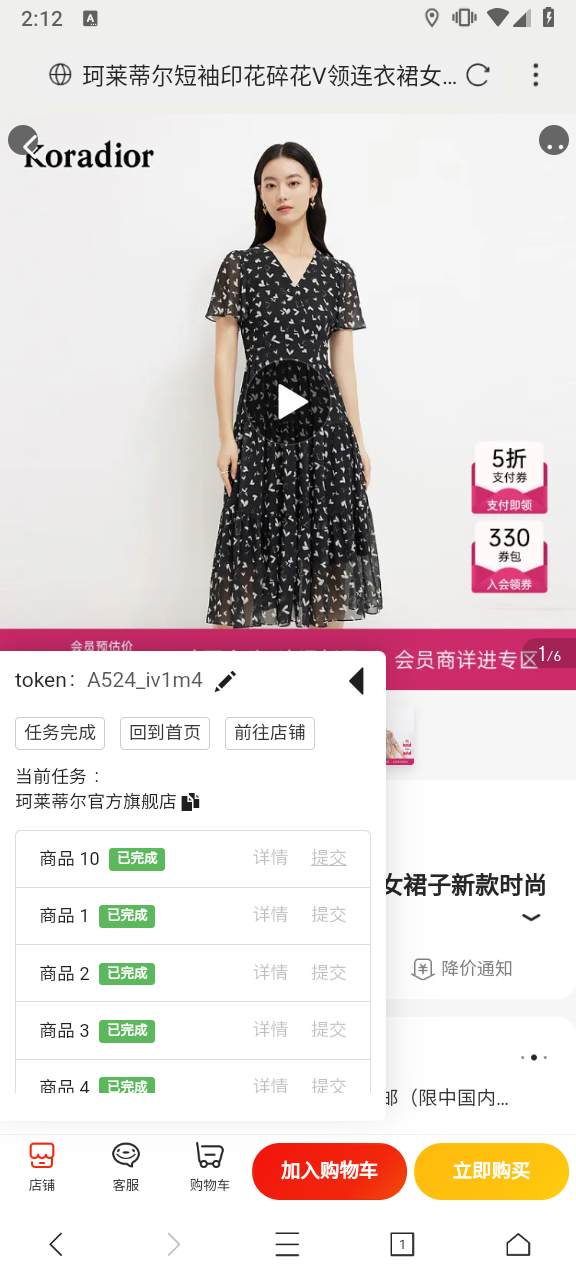 2:12
A
珂莱蒂尔短袖印花碎花V领连衣裙女...
Koradior
5折
支付券
支付即领
330
券包
入会领券
会员预估价
会员商详进专区
1/6
token: A524_iv1m4
任务完成 回到首页 前往店铺
当前任务：
珂莱蒂尔官方旗舰店
商品 10 已完成 详情 提交
商品 1 已完成 详情 提交
商品 2 已完成 详情 提交
商品 3 已完成 详情 提交
商品 4 已完成 详情 提交
女裙子新款时尚
降价通知
邮（限中国内...
店铺 客服 购物车 加入购物车 立即购买
1